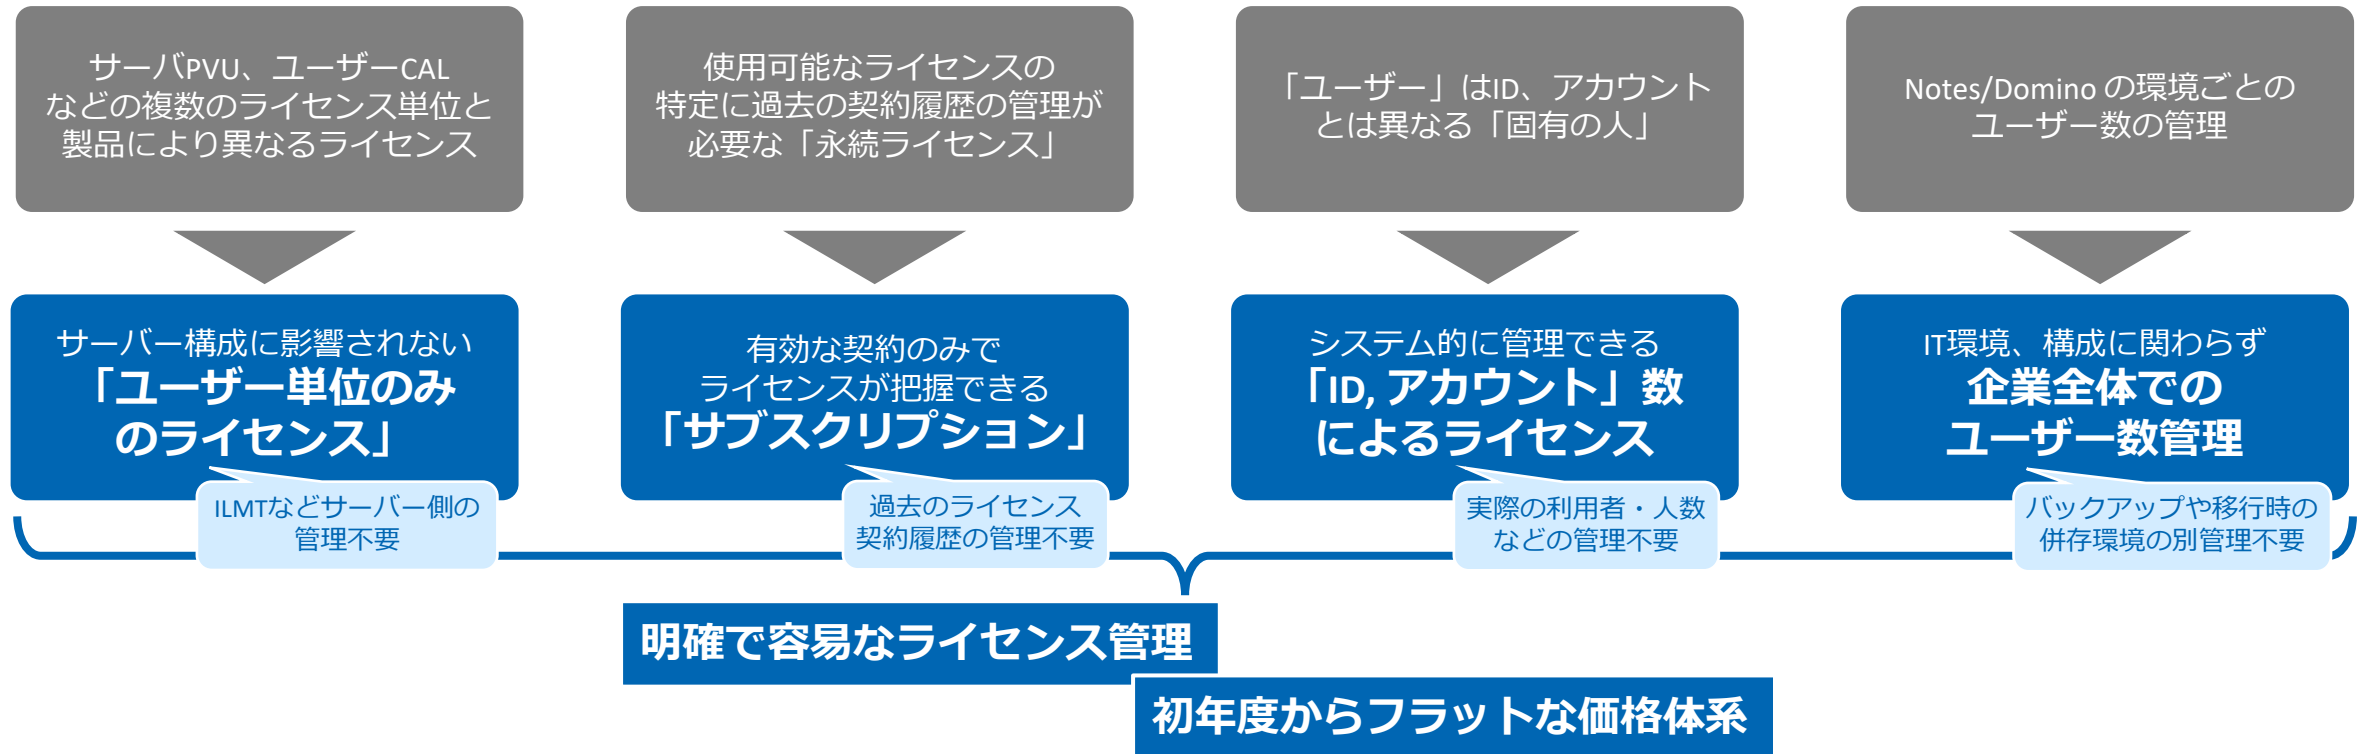 サーバPVU、ユーザーCAL
などの複数のライセンス単位と
製品により異なるライセンス
使用可能なライセンスの
特定に過去の契約履歴の管理が
必要な「永続ライセンス」
「ユーザー」はID、アカウント
とは異なる「固有の人」
Notes/Domino の環境ごとの
ユーザー数の管理
サーバー構成に影響されない
「ユーザー単位のみ
のライセンス」
ILMTなどサーバー側の
管理不要
有効な契約のみで
ライセンスが把握できる
「サブスクリプション」
過去のライセンス
契約履歴の管理不要
システム的に管理できる
「ID, アカウント」数
によるライセンス
実際の利用者・人数
などの管理不要
IT環境、構成に関わらず
企業全体での
ユーザー数管理
バックアップや移行時の
併存環境の別管理不要
明確で容易なライセンス管理
初年度からフラットな価格体系